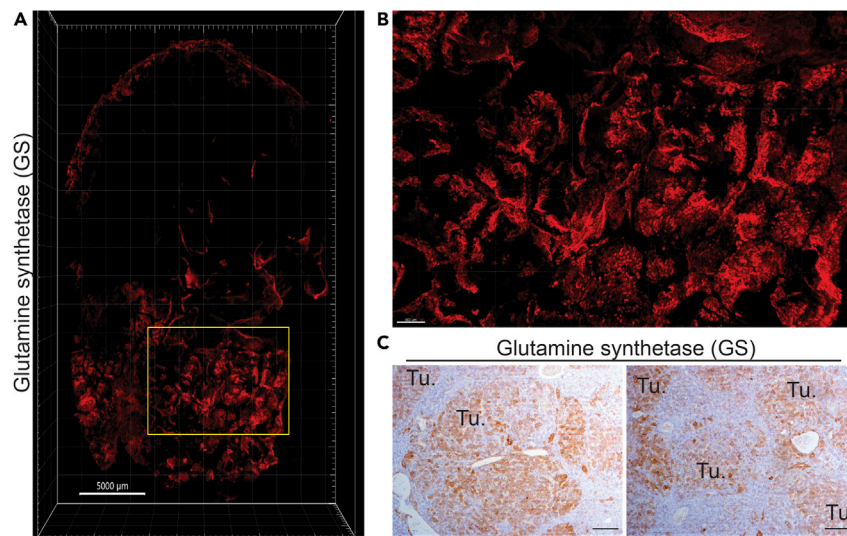 A
B
Glutamine synthetase (GS)
5000 µm
C
Glutamine synthetase (GS)
Tu.
Tu.
Tu.
Tu.
Tu.
Tu